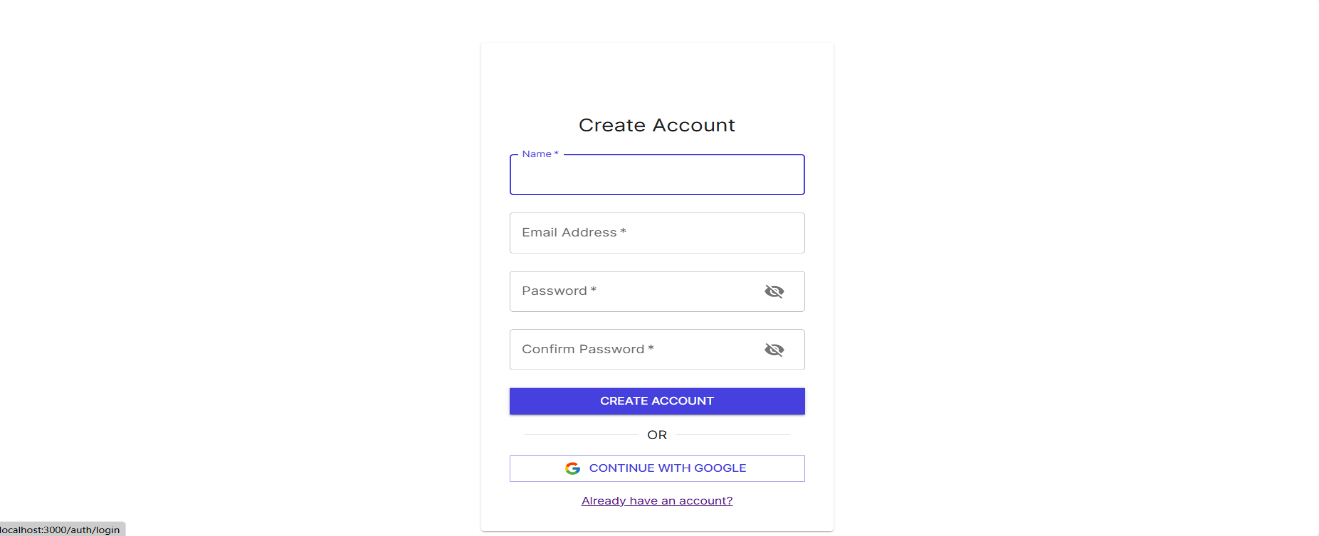 Create Account
Name *
Email Address *
Password *
Confirm Password *
CREATE ACCOUNT
OR
CONTINUE WITH GOOGLE
Already have an account?
localhost:3000/auth/login